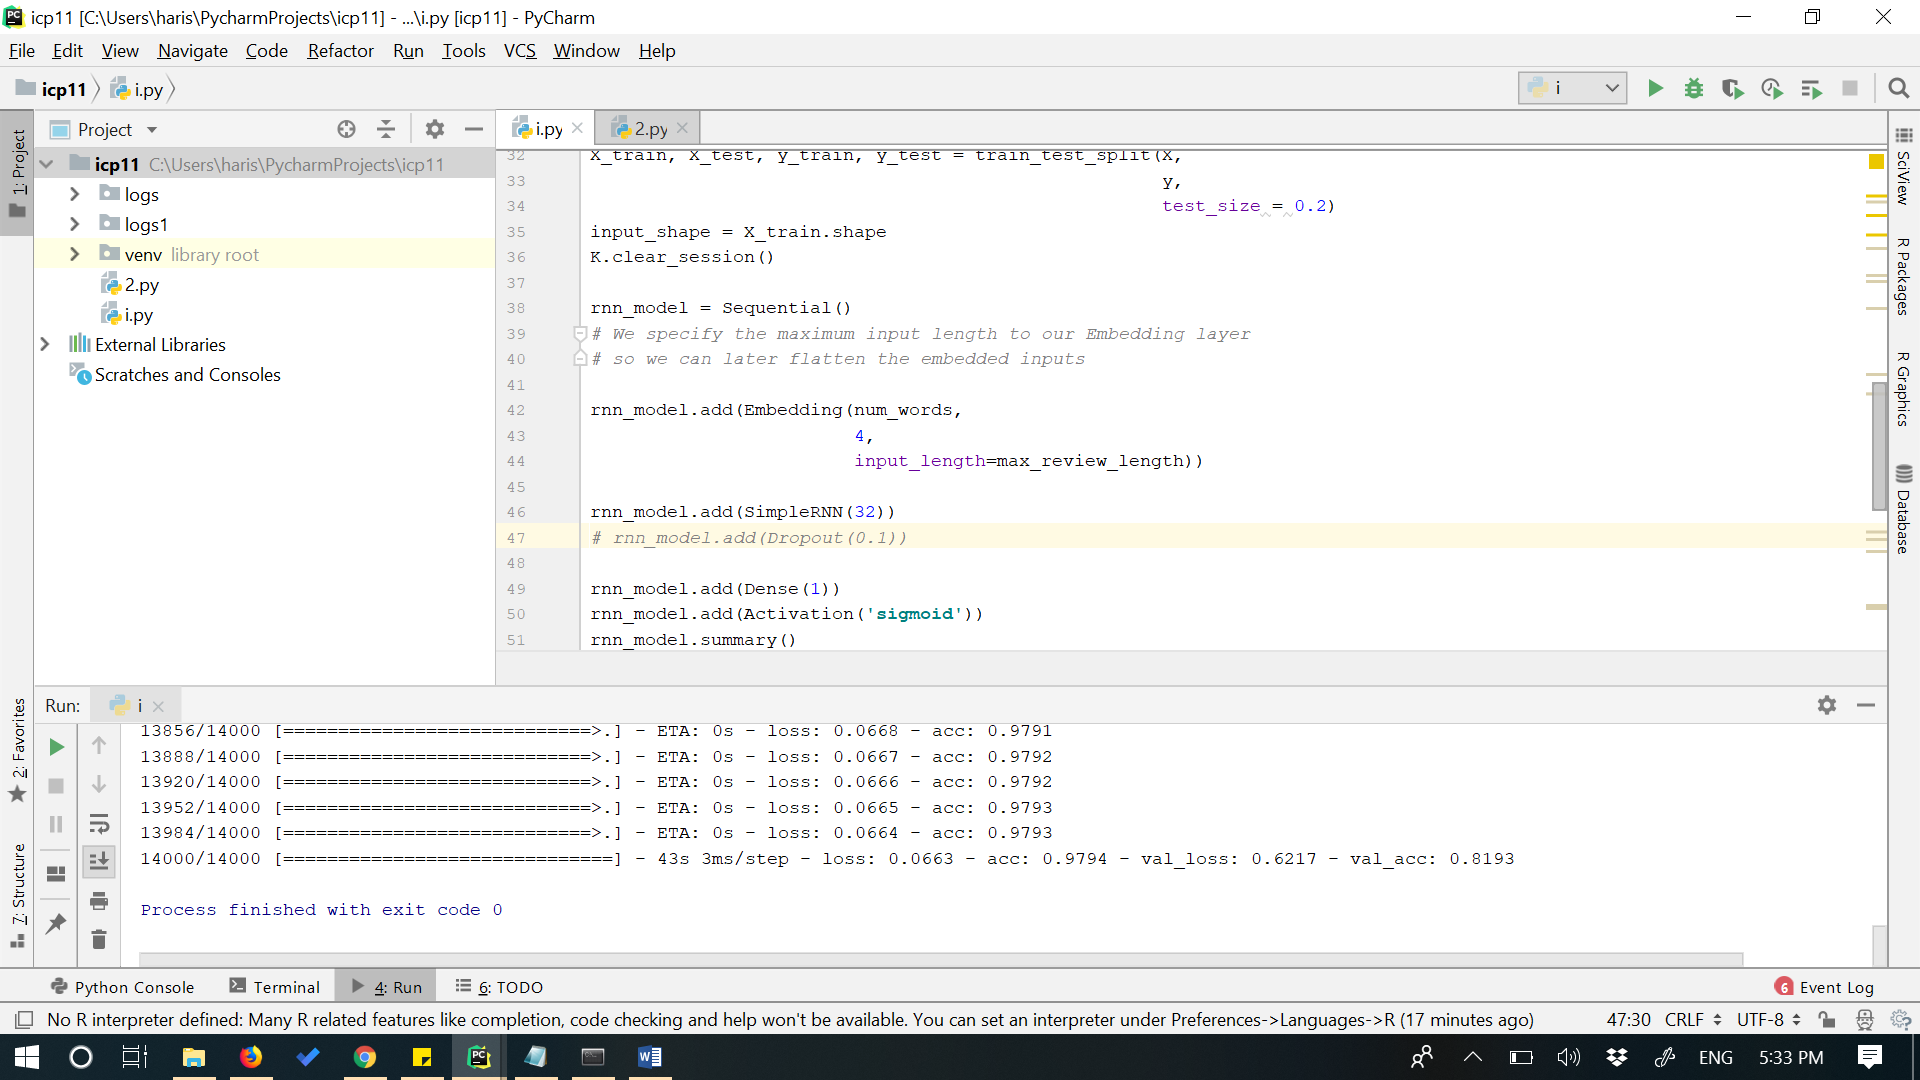 icp11 [C:\Users\haris\PycharmProjects\icp11] - ...\i.py [icp11] - PyCharm
File Edit View Navigate Code Refactor Run Tools VCS Window Help
icp11 i.py
i
1: Project
Project
i.py
2.py
icp11 C:\Users\haris\PycharmProjects\icp11
logs
logs1
venv library root
2.py
i.py
External Libraries
Scratches and Consoles
32 X_train, X_test, y_train, y_test = train_test_split(X,
33 y,
34 test_size = 0.2)
35 input_shape = X_train.shape
36 K.clear_session()
37
38 rnn_model = Sequential()
39 # We specify the maximum input length to our Embedding layer
40 # so we can later flatten the embedded inputs
41
42 rnn_model.add(Embedding(num_words,
43 4,
44 input_length=max_review_length))
45
46 rnn_model.add(SimpleRNN(32))
47 # rnn_model.add(Dropout(0.1))
48
49 rnn_model.add(Dense(1))
50 rnn_model.add(Activation('sigmoid'))
51 rnn_model.summary()
SciView
R Packages
R Graphics
Database
2: Favorites
7: Structure
Run: i
13856/14000 [============================>.] - ETA: 0s - loss: 0.0668 - acc: 0.9791
13888/14000 [============================>.] - ETA: 0s - loss: 0.0667 - acc: 0.9792
13920/14000 [============================>.] - ETA: 0s - loss: 0.0666 - acc: 0.9792
13952/14000 [============================>.] - ETA: 0s - loss: 0.0665 - acc: 0.9793
13984/14000 [============================>.] - ETA: 0s - loss: 0.0664 - acc: 0.9793
14000/14000 [==============================] - 43s 3ms/step - loss: 0.0663 - acc: 0.9794 - val_loss: 0.6217 - val_acc: 0.8193
Process finished with exit code 0
Python Console Terminal 4: Run 6: TODO 6 Event Log
No R interpreter defined: Many R related features like completion, code checking and help won't be available. You can set an interpreter under Preferences->Languages->R (17 minutes ago) 47:30 CRLF UTF-8
ENG 5:33 PM